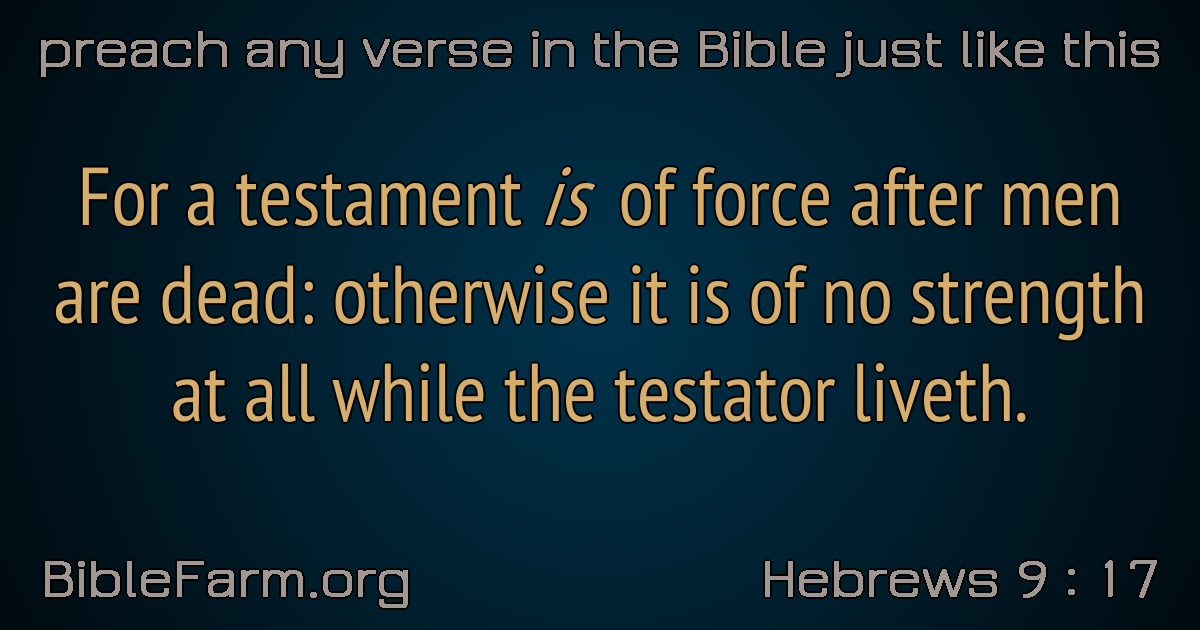 preach any verse in the Bible just like this
For a testament is of force after men
are dead: otherwise it is of no strength
at all while the testator liveth.
BibleFarm.org
Hebrews 9 : 17